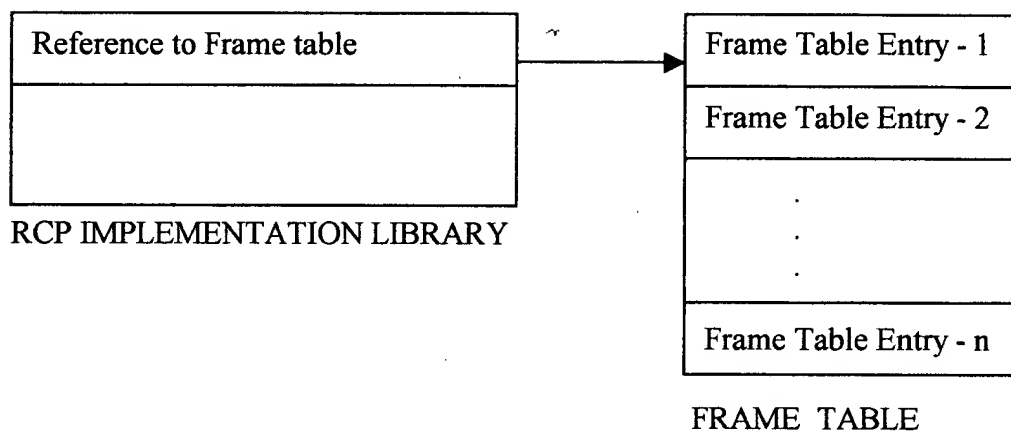 Reference to Frame table
RCP IMPLEMENTATION LIBRARY
Frame Table Entry - 1
Frame Table Entry - 2
.
.
.
Frame Table Entry - n
FRAME TABLE